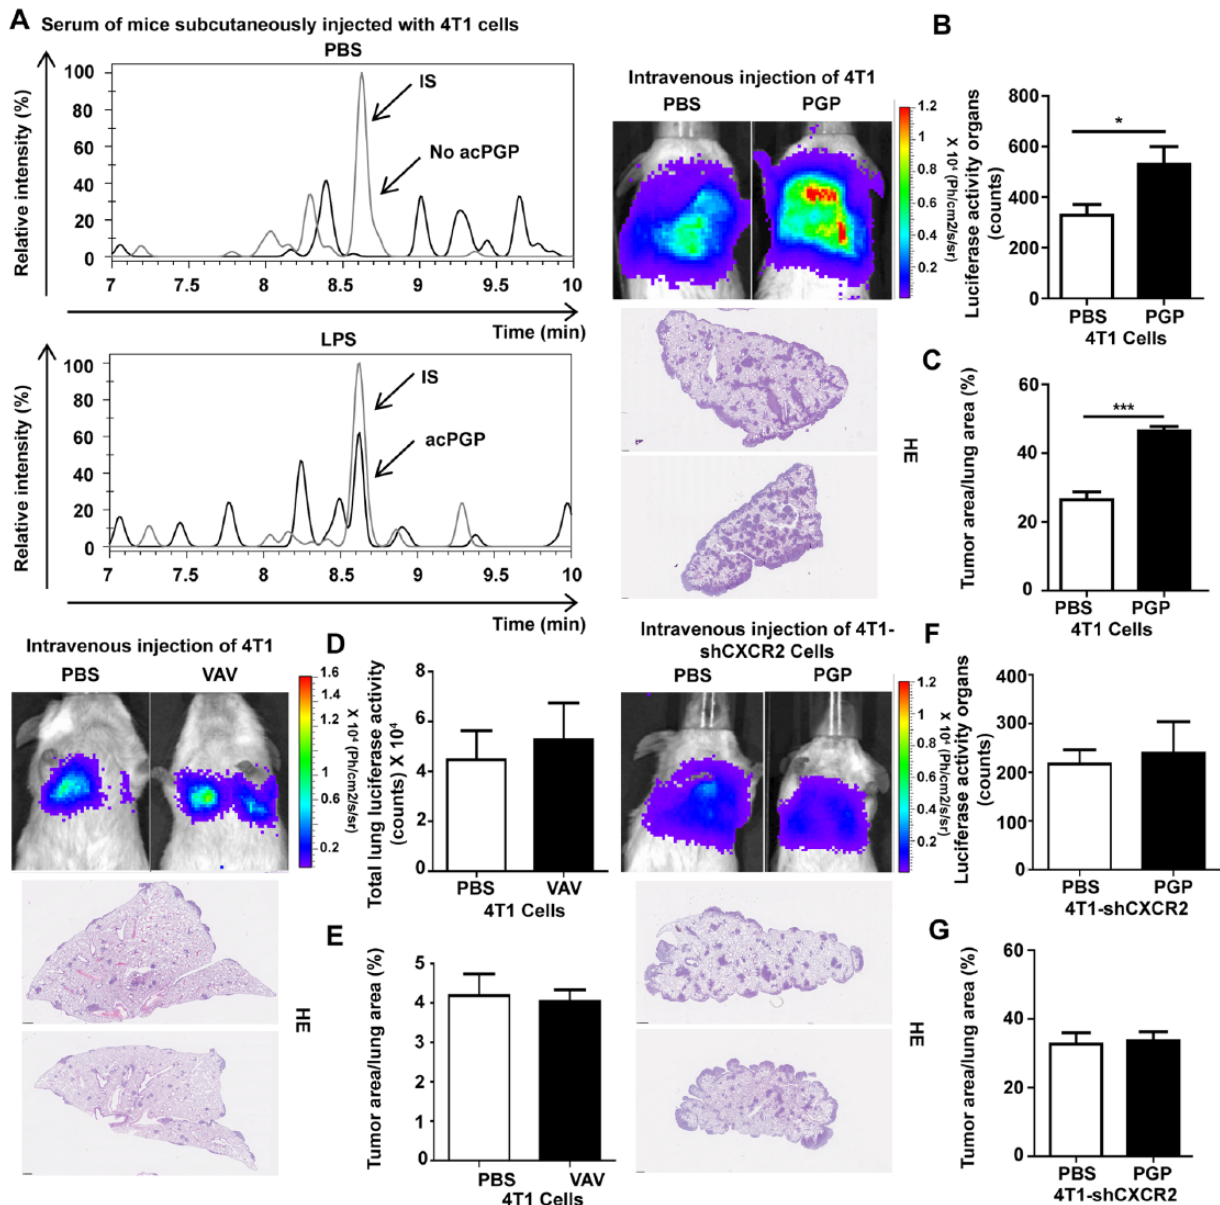 A Serum of mice subcutaneously injected with 4T1 cells
PBS
Relative intensity (%)
100
80
60
40
20
0
IS
No acPGP
7
7.5
8
8.5
9
9.5
10
Time (min)
LPS
Relative intensity (%)
100
80
60
40
20
0
IS
acPGP
7
7.5
8
8.5
9
9.5
10
Time (min)
B
Intravenous injection of 4T1
PBS
PGP
1.2
1
0.8
0.6
0.4
0.2
X 10⁴ (Ph/cm2/s/sr)
Luciferase activity organs
(counts)
800
600
400
200
0
*
PBS
PGP
4T1 Cells
HE
C
Tumor area/lung area (%)
60
40
20
0
***
PBS
PGP
4T1 Cells
Intravenous injection of 4T1
PBS
VAV
1.6
1.4
1.2
1
0.8
0.6
0.4
0.2
X 10⁴ (Ph/cm2/s/sr)
HE
D
Total lung luciferase activity
(counts) X 10⁴
8
6
4
2
0
PBS
VAV
4T1 Cells
E
Tumor area/lung area (%)
5
4
3
2
1
0
PBS
VAV
4T1 Cells
Intravenous injection of 4T1-
shCXCR2 Cells
PBS
PGP
1.2
1
0.8
0.6
0.4
0.2
X 10⁴ (Ph/cm2/s/sr)
HE
F
Luciferase activity organs
(counts)
400
300
200
100
0
PBS
PGP
4T1-shCXCR2
G
Tumor area/lung area (%)
60
40
20
0
PBS
PGP
4T1-shCXCR2